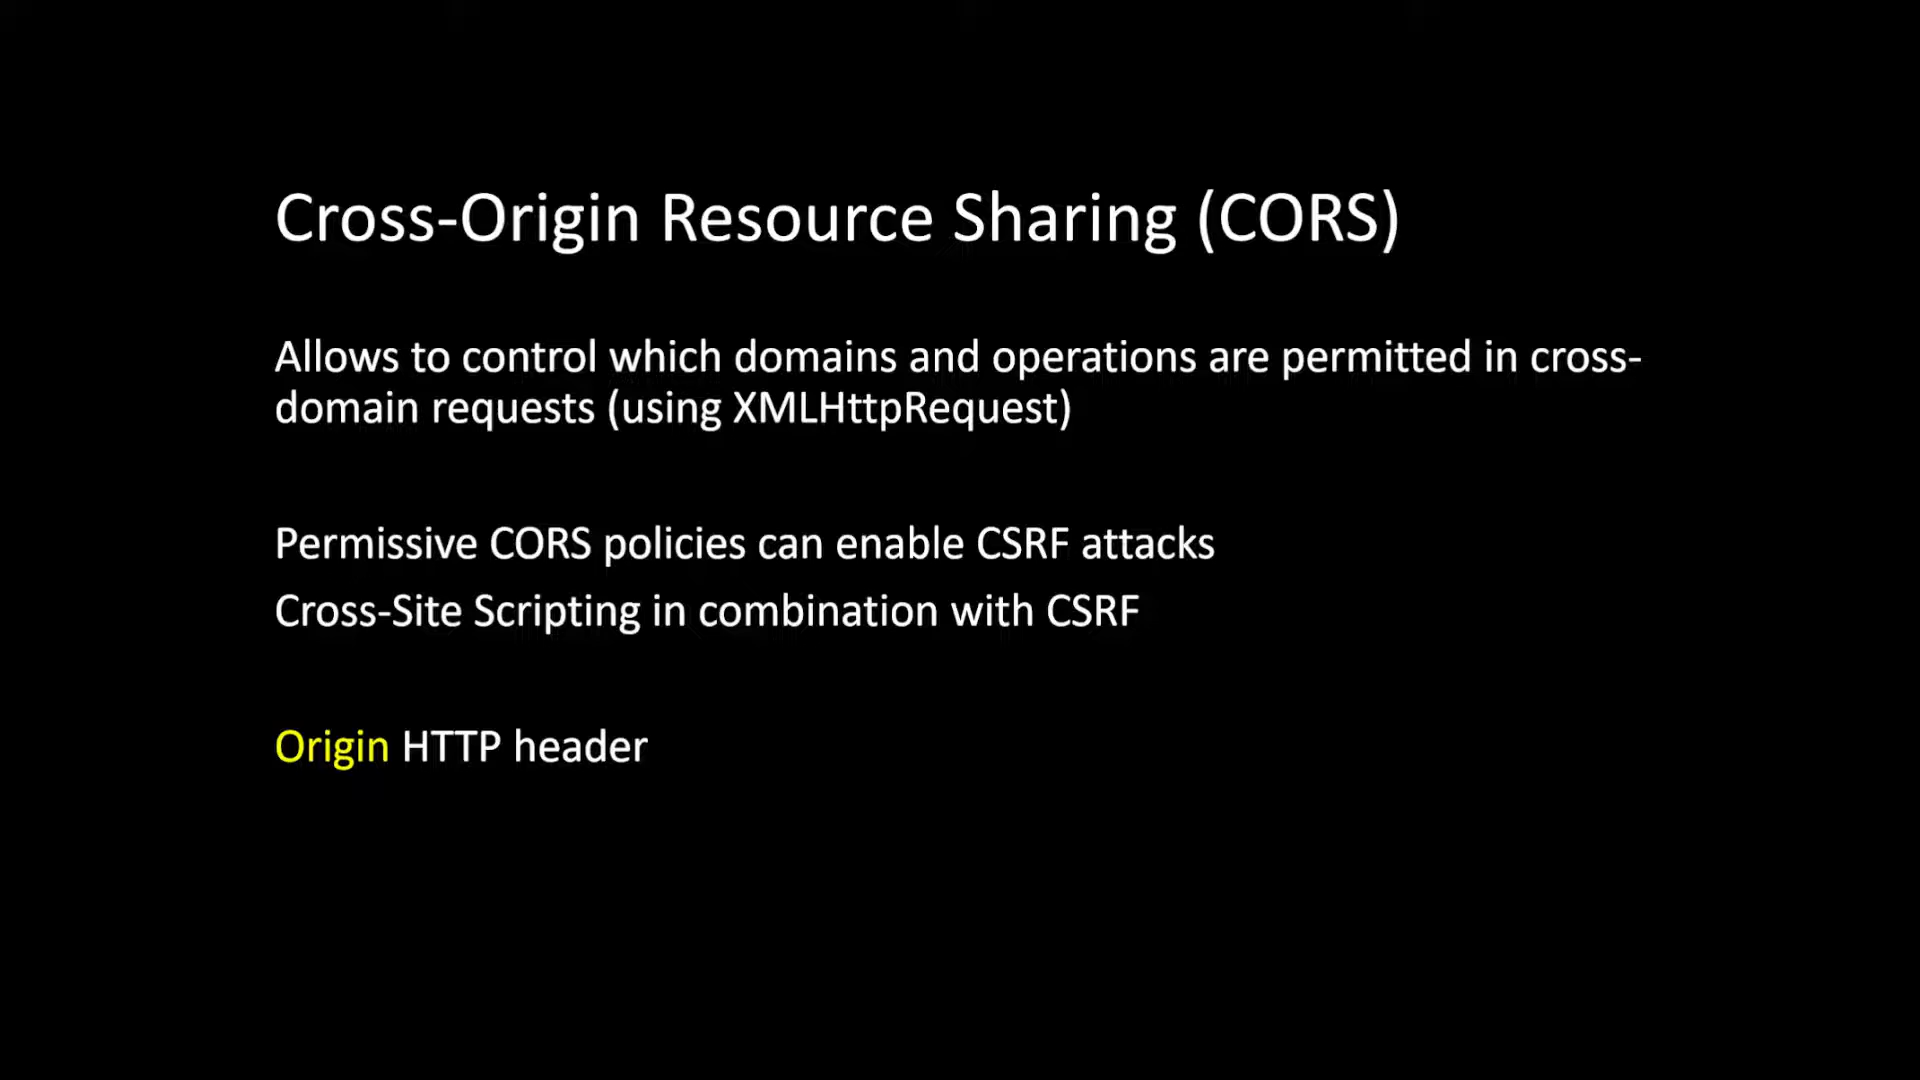 Cross-Origin Resource Sharing (CORS)
Allows to control which domains and operations are permitted in cross-
domain requests (using XMLHttpRequest)
Permissive CORS policies can enable CSRF attacks
Cross-Site Scripting in combination with CSRF
Origin HTTP header